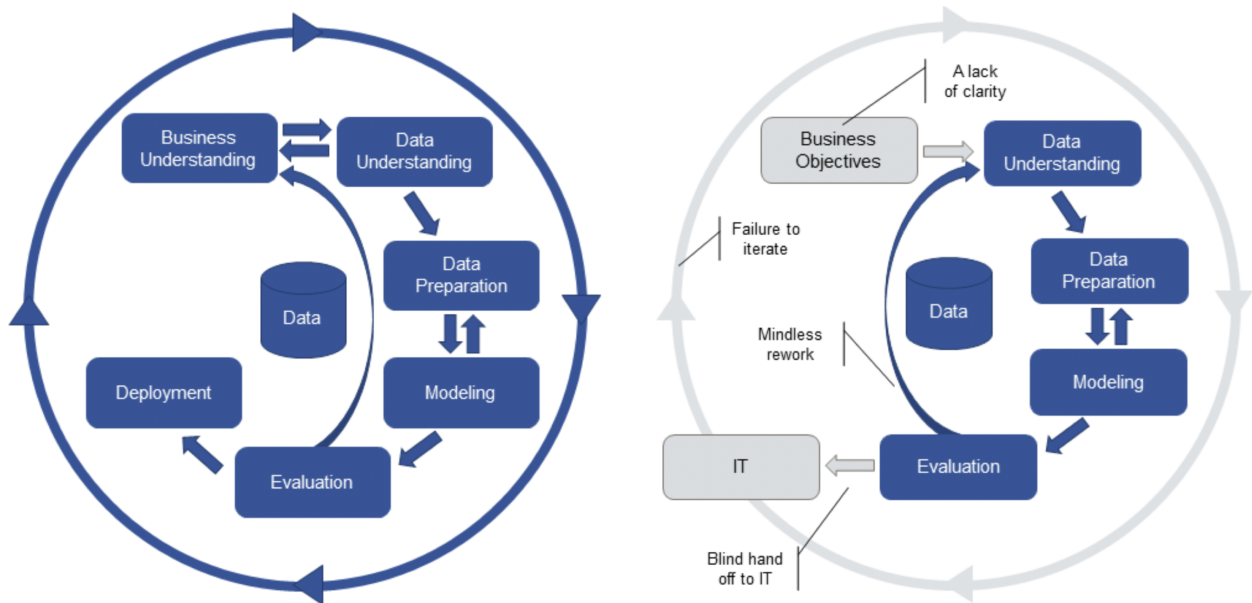 Business
Understanding
Data
Understanding
Data
Preparation
Data
Deployment
Modeling
Evaluation
A lack
of clarity
Business
Objectives
Data
Understanding
Failure to
iterate
Data
Preparation
Data
Mindless
rework
Modeling
IT
Evaluation
Blind hand
off to IT